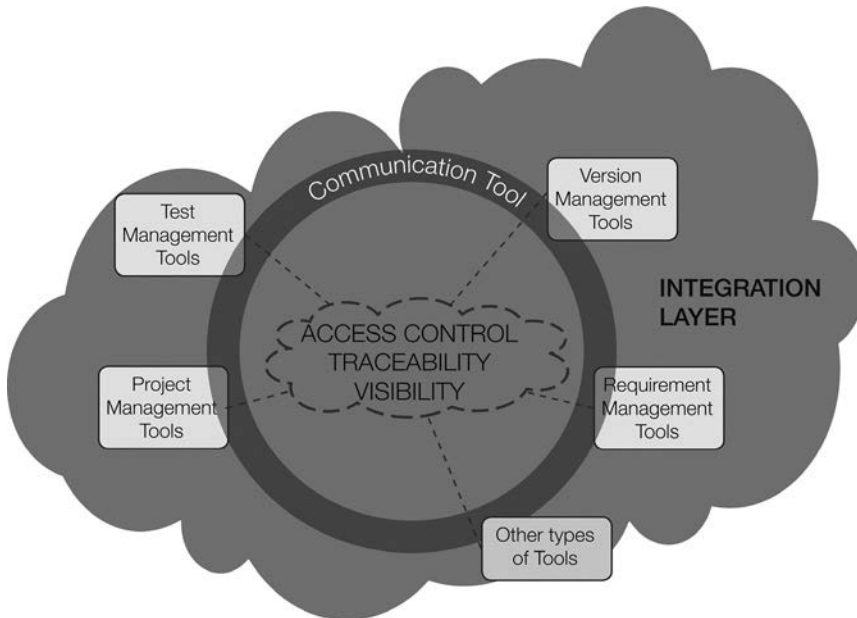 Communication Tool
Version
Management
Tools
Test
Management
Tools
INTEGRATION
LAYER
ACCESS CONTROL
TRACEABILITY
VISIBILITY
Project
Management
Tools
Requirement
Management
Tools
Other types
of Tools